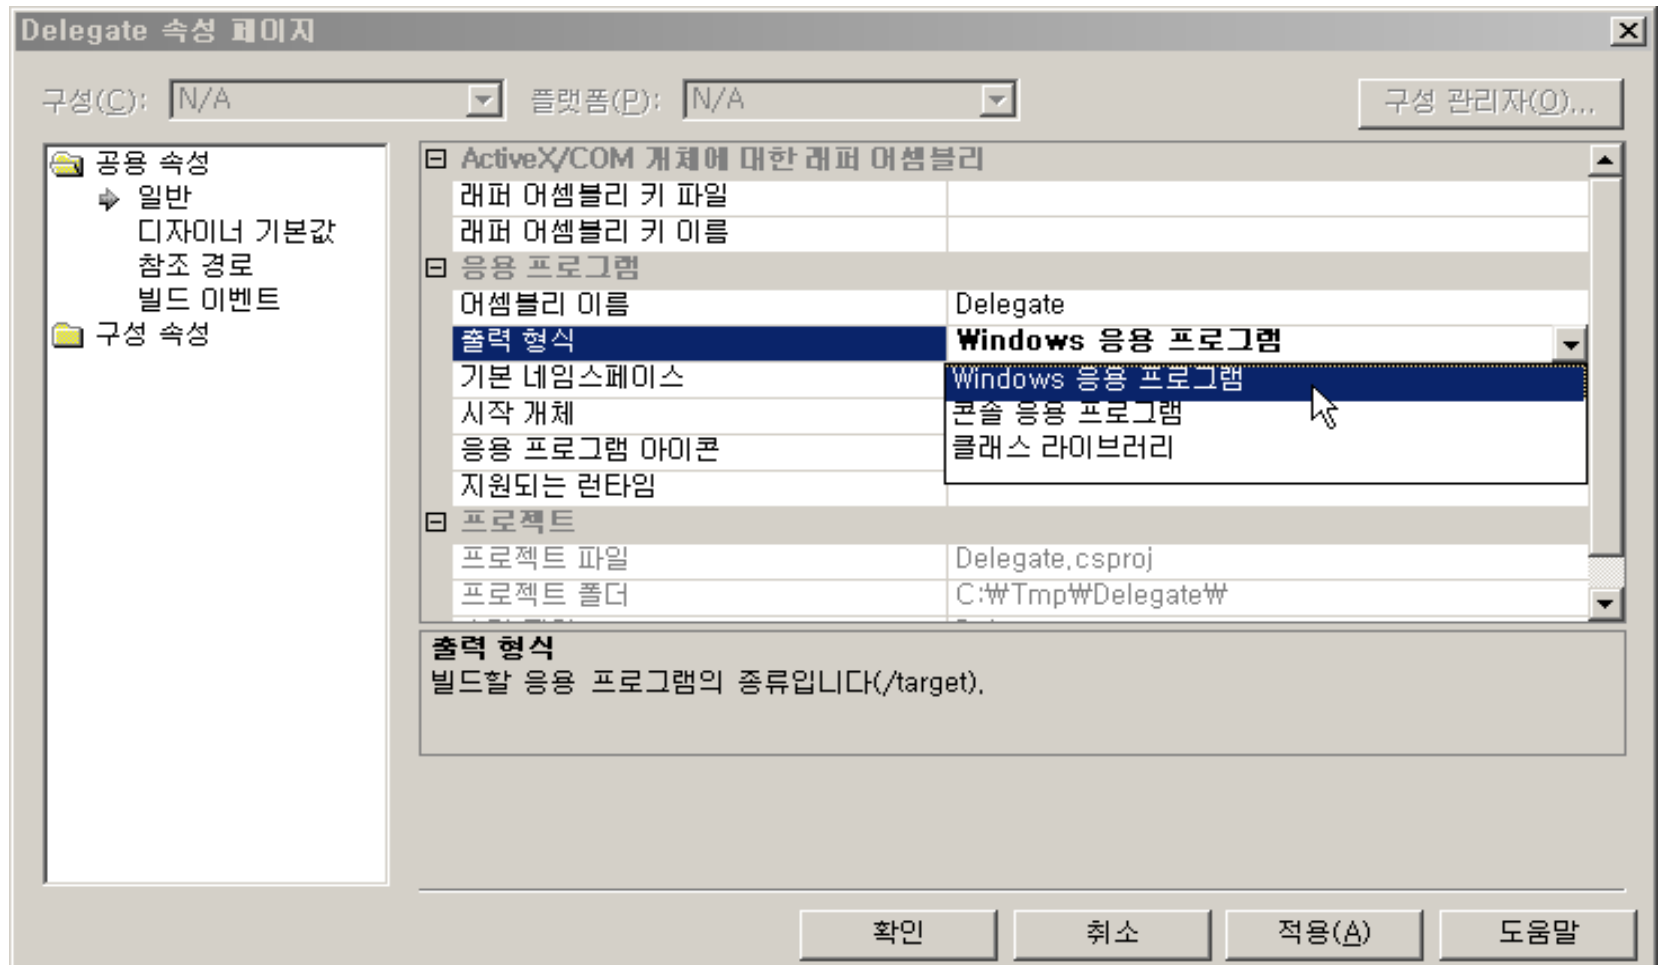 Delegate 속성 페이지
구성(C): N/A 플랫폼(P): N/A 구성 관리자(O)...
공용 속성
일반
디자이너 기본값
참조 경로
빌드 이벤트
구성 속성
ActiveX/COM 개체에 대한 래퍼 어셈블리
래퍼 어셈블리 키 파일
래퍼 어셈블리 키 이름
응용 프로그램
어셈블리 이름 Delegate
출력 형식 Windows 응용 프로그램
기본 네임스페이스 Windows 응용 프로그램
시작 개체 콘솔 응용 프로그램
응용 프로그램 아이콘 클래스 라이브러리
지원되는 런타임
프로젝트
프로젝트 파일 Delegate.csproj
프로젝트 폴더 C:₩Tmp₩Delegate₩
출력 형식
빌드할 응용 프로그램의 종류입니다(/target).
확인 취소 적용(A) 도움말